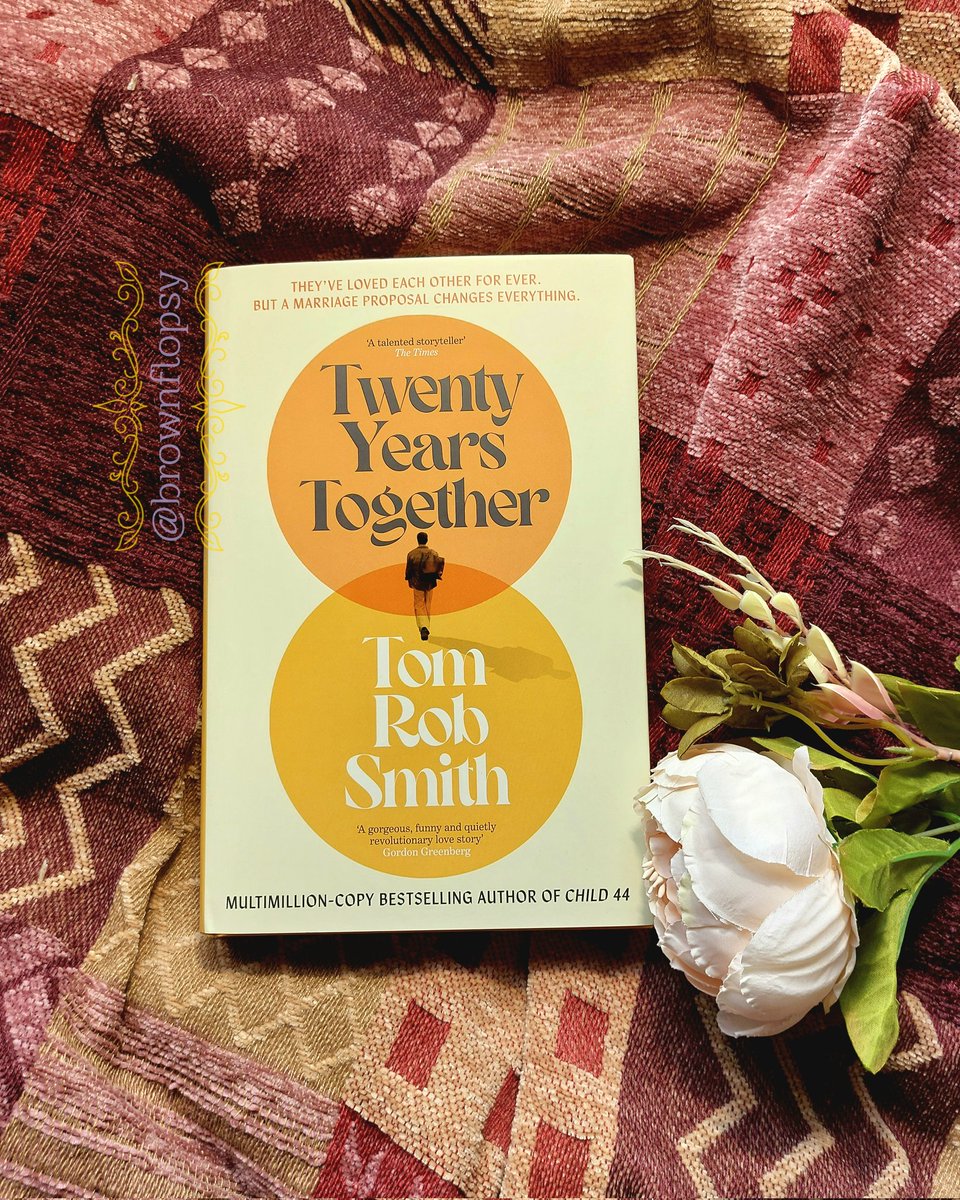 THEY'VE LOVED EACH OTHER FOR EVER.
BUT A MARRIAGE PROPOSAL CHANGES EVERYTHING.
'A talented storyteller'
The Times
Twenty
Years
Together
Tom
Rob
Smith
'A gorgeous, funny and quietly
revolutionary love story'
Gordon Greenberg
MULTIMILLION-COPY BESTSELLING AUTHOR OF CHILD 44
@brownflopsy